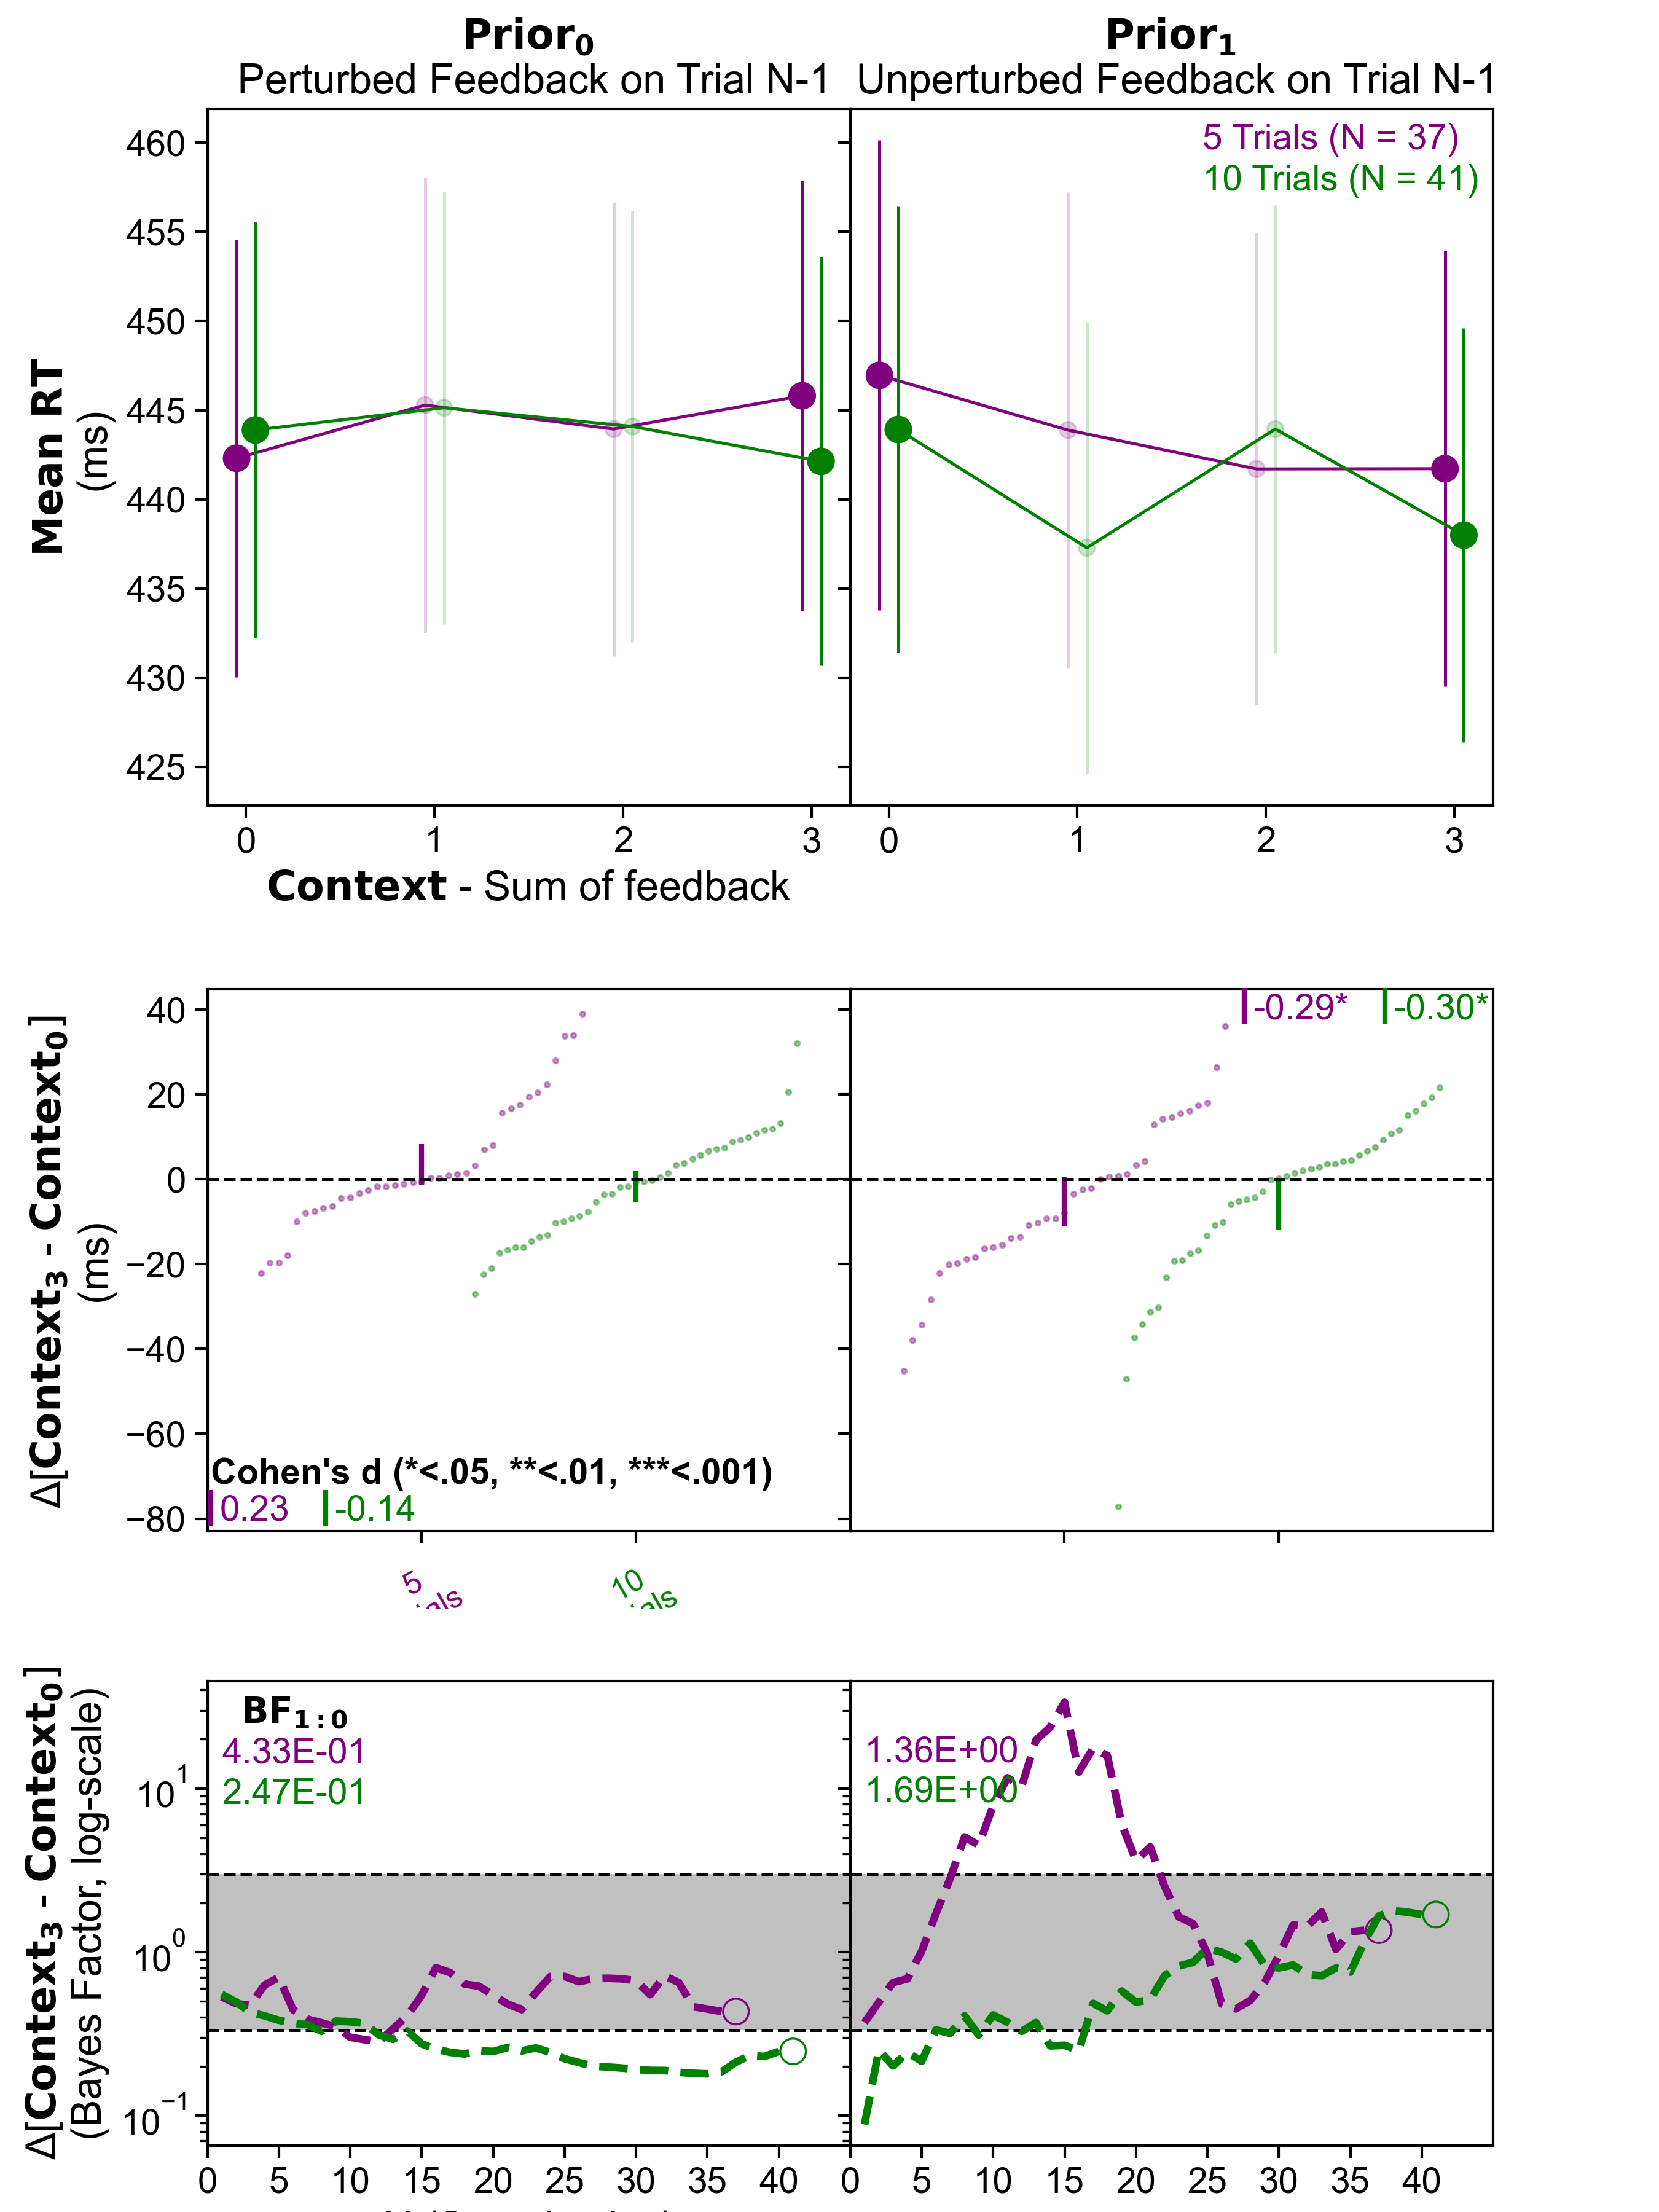 Prior0 Prior1
Perturbed Feedback on Trial N-1 Unperturbed Feedback on Trial N-1
5 Trials (N = 37)
10 Trials (N = 41)
460
455
450
445
440
435
430
425
Mean RT
(ms)
0 1 2 3 0 1 2 3
Context - Sum of feedback
Δ[Context3 - Context0]
(ms)
40
20
0
−20
−40
−60
−80
-0.29* -0.30*
Cohen's d (*<.05, **<.01, ***<.001)
0.23 -0.14
5 10
Δ[Context3 - Context0]
(Bayes Factor, log-scale)
BF1:0
4.33E-01
2.47E-01
1.36E+00
1.69E+00
10^1
10^0
10^−1
0 5 10 15 20 25 30 35 40 0 5 10 15 20 25 30 35 40